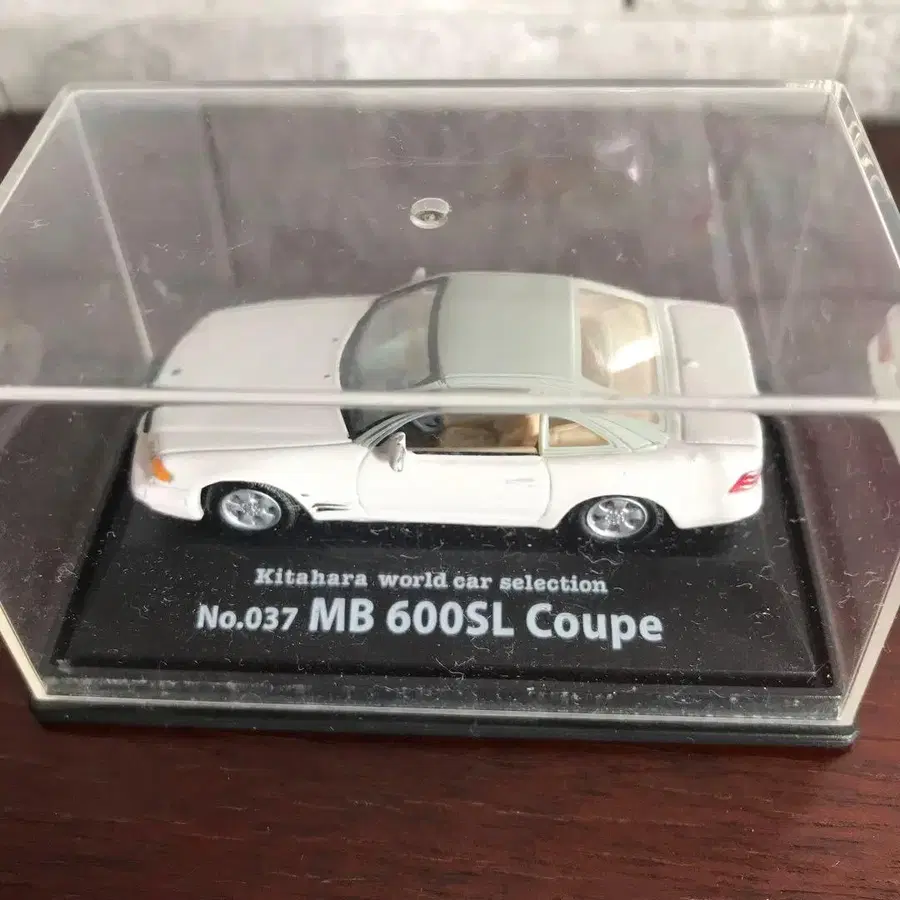 Kitahara world car selection
No.037 MB 600SL Coupe